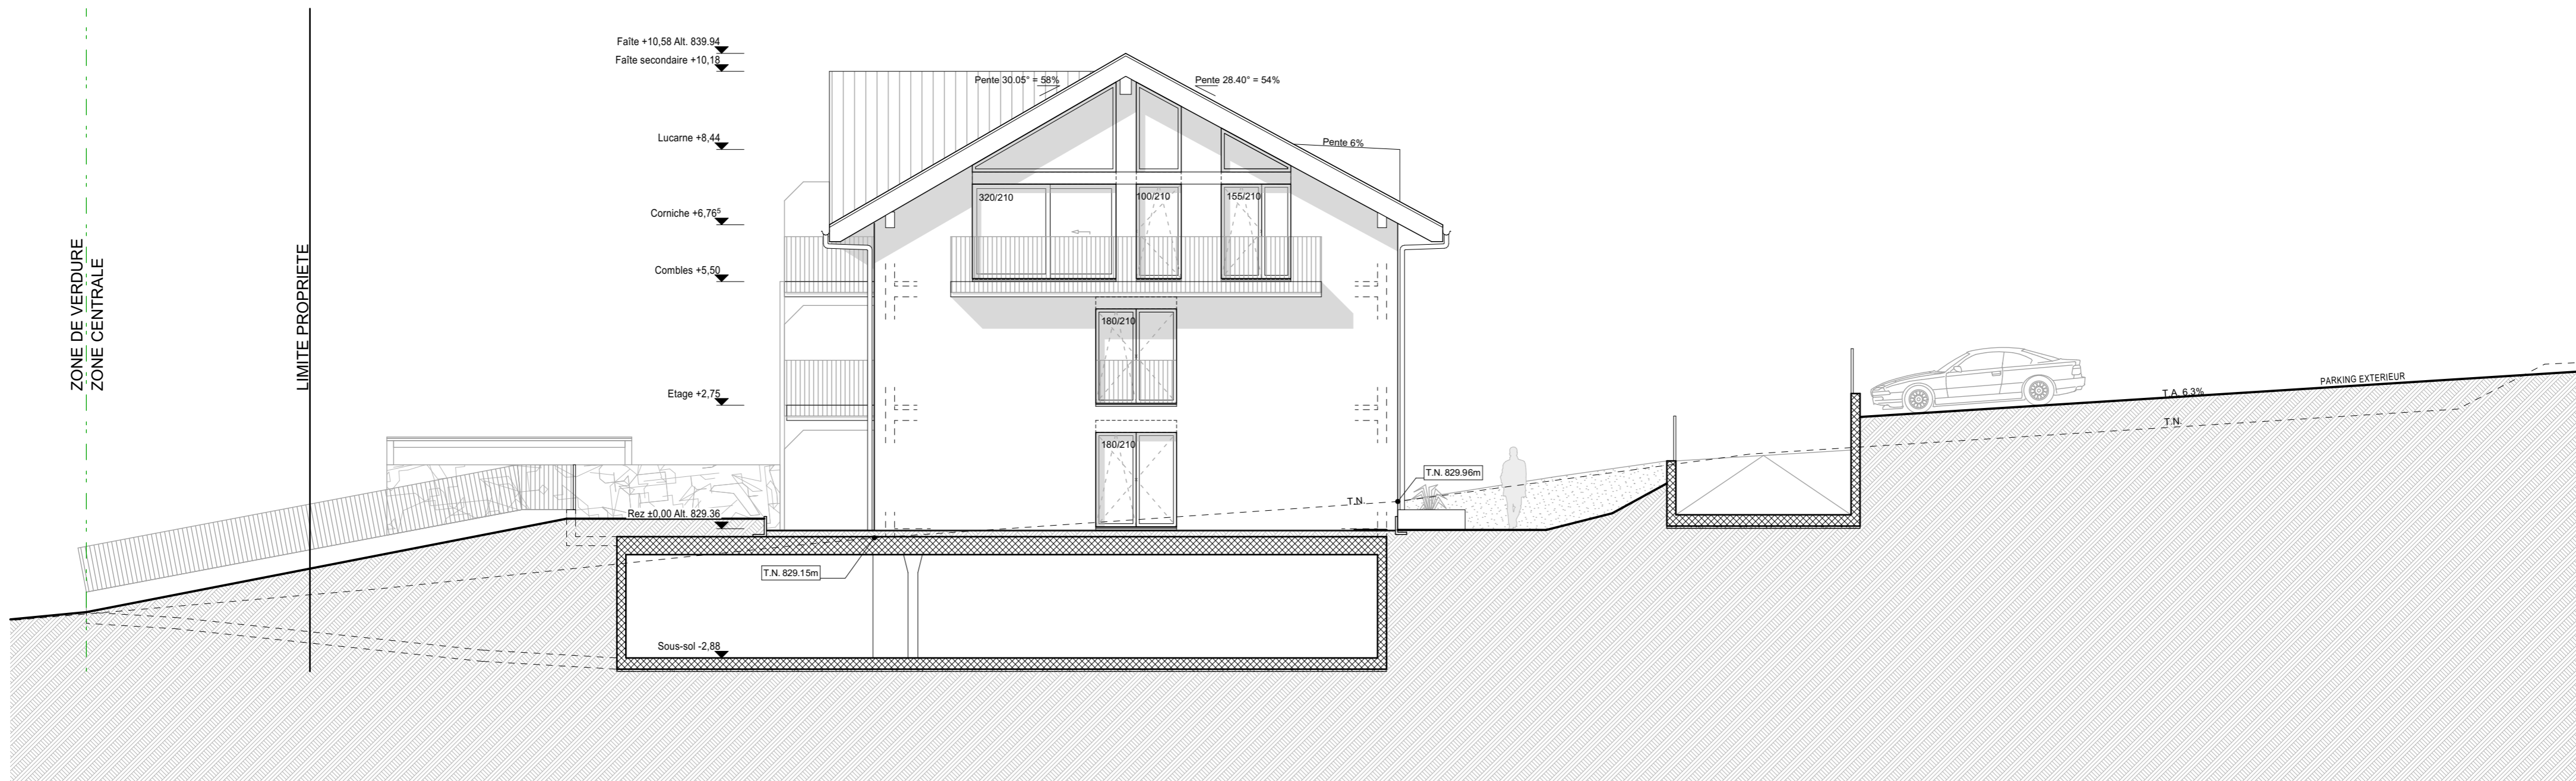 Faîte +10,58 Alt. 839.94
Faîte secondaire +10,18
Pente 30.05° = 58%
Pente 28.40° = 54%
Lucarne +8,44
Pente 6%
320/210
100/210
155/210
Corniche +6,76⁵
ZONE DE VERDURE
ZONE CENTRALE
LIMITE PROPRIETE
Combles +5,50
180/210
Etage +2,75
PARKING EXTERIEUR
T.A. 6.3%
T.N.
180/210
T.N. 829.96m
T.N.
Rez ±0,00 Alt. 829.36
T.N. 829.15m
Sous-sol -2,88